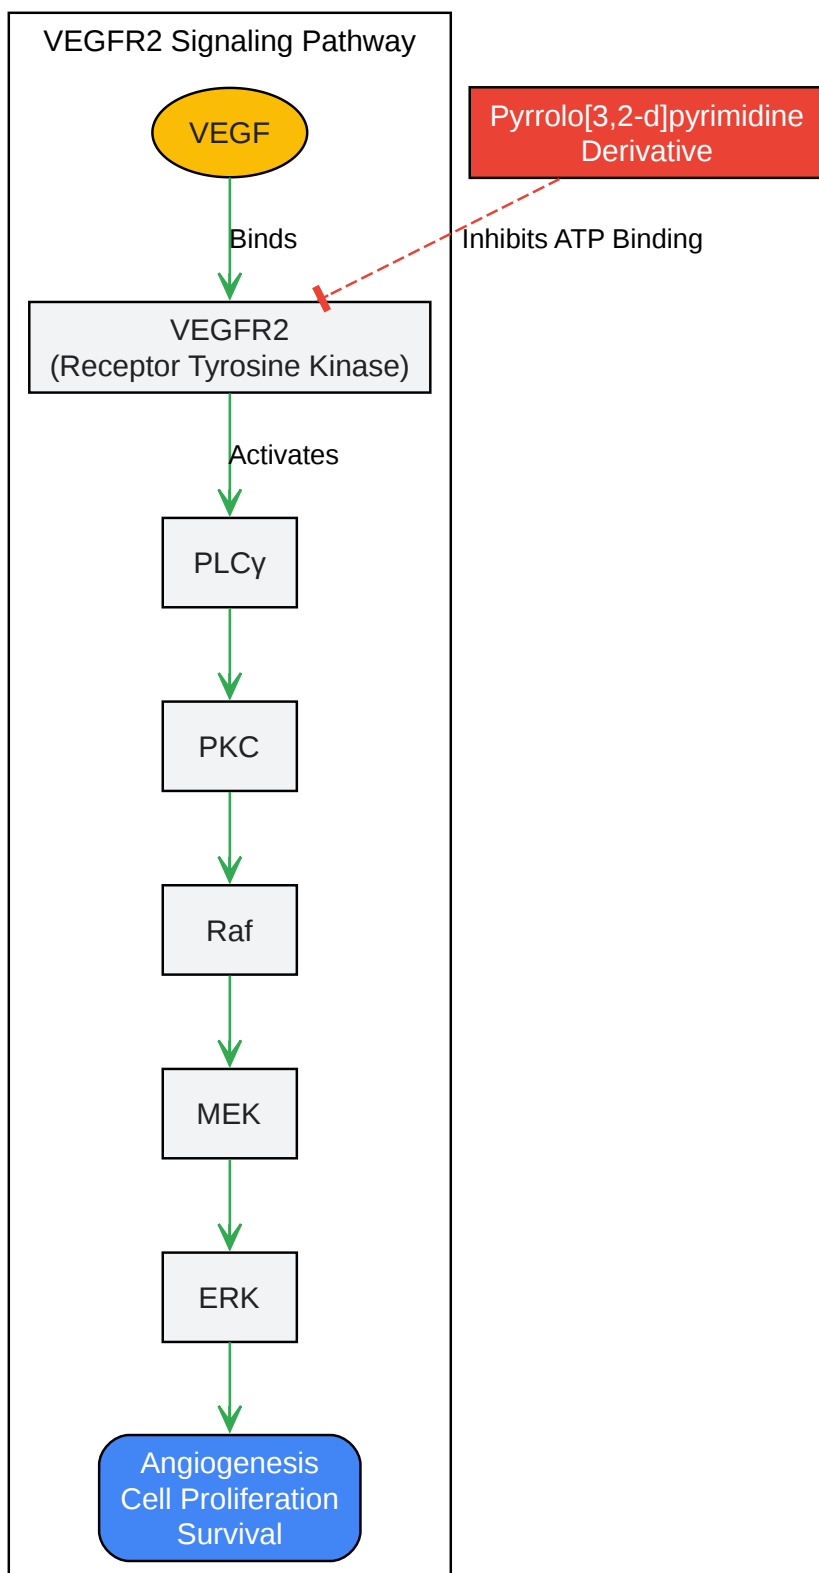 VEGFR2 Signaling Pathway
VEGF
Pyrrolo[3,2-d]pyrimidine
Derivative
Binds
Inhibits ATP Binding
VEGFR2
(Receptor Tyrosine Kinase)
Activates
PLCγ
PKC
Raf
MEK
ERK
Angiogenesis
Cell Proliferation
Survival